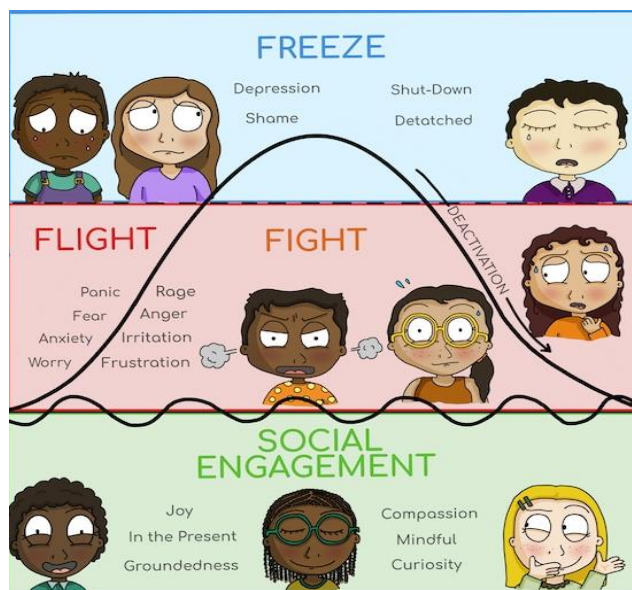 FREEZE
Depression
Shut-Down
Shame
Detatched
DEACTIVATION
FLIGHT
FIGHT
Panic
Rage
Fear
Anger
Anxiety
Irritation
Worry
Frustration
SOCIAL
ENGAGEMENT
Joy
Compassion
In the Present
Mindful
Groundedness
Curiosity